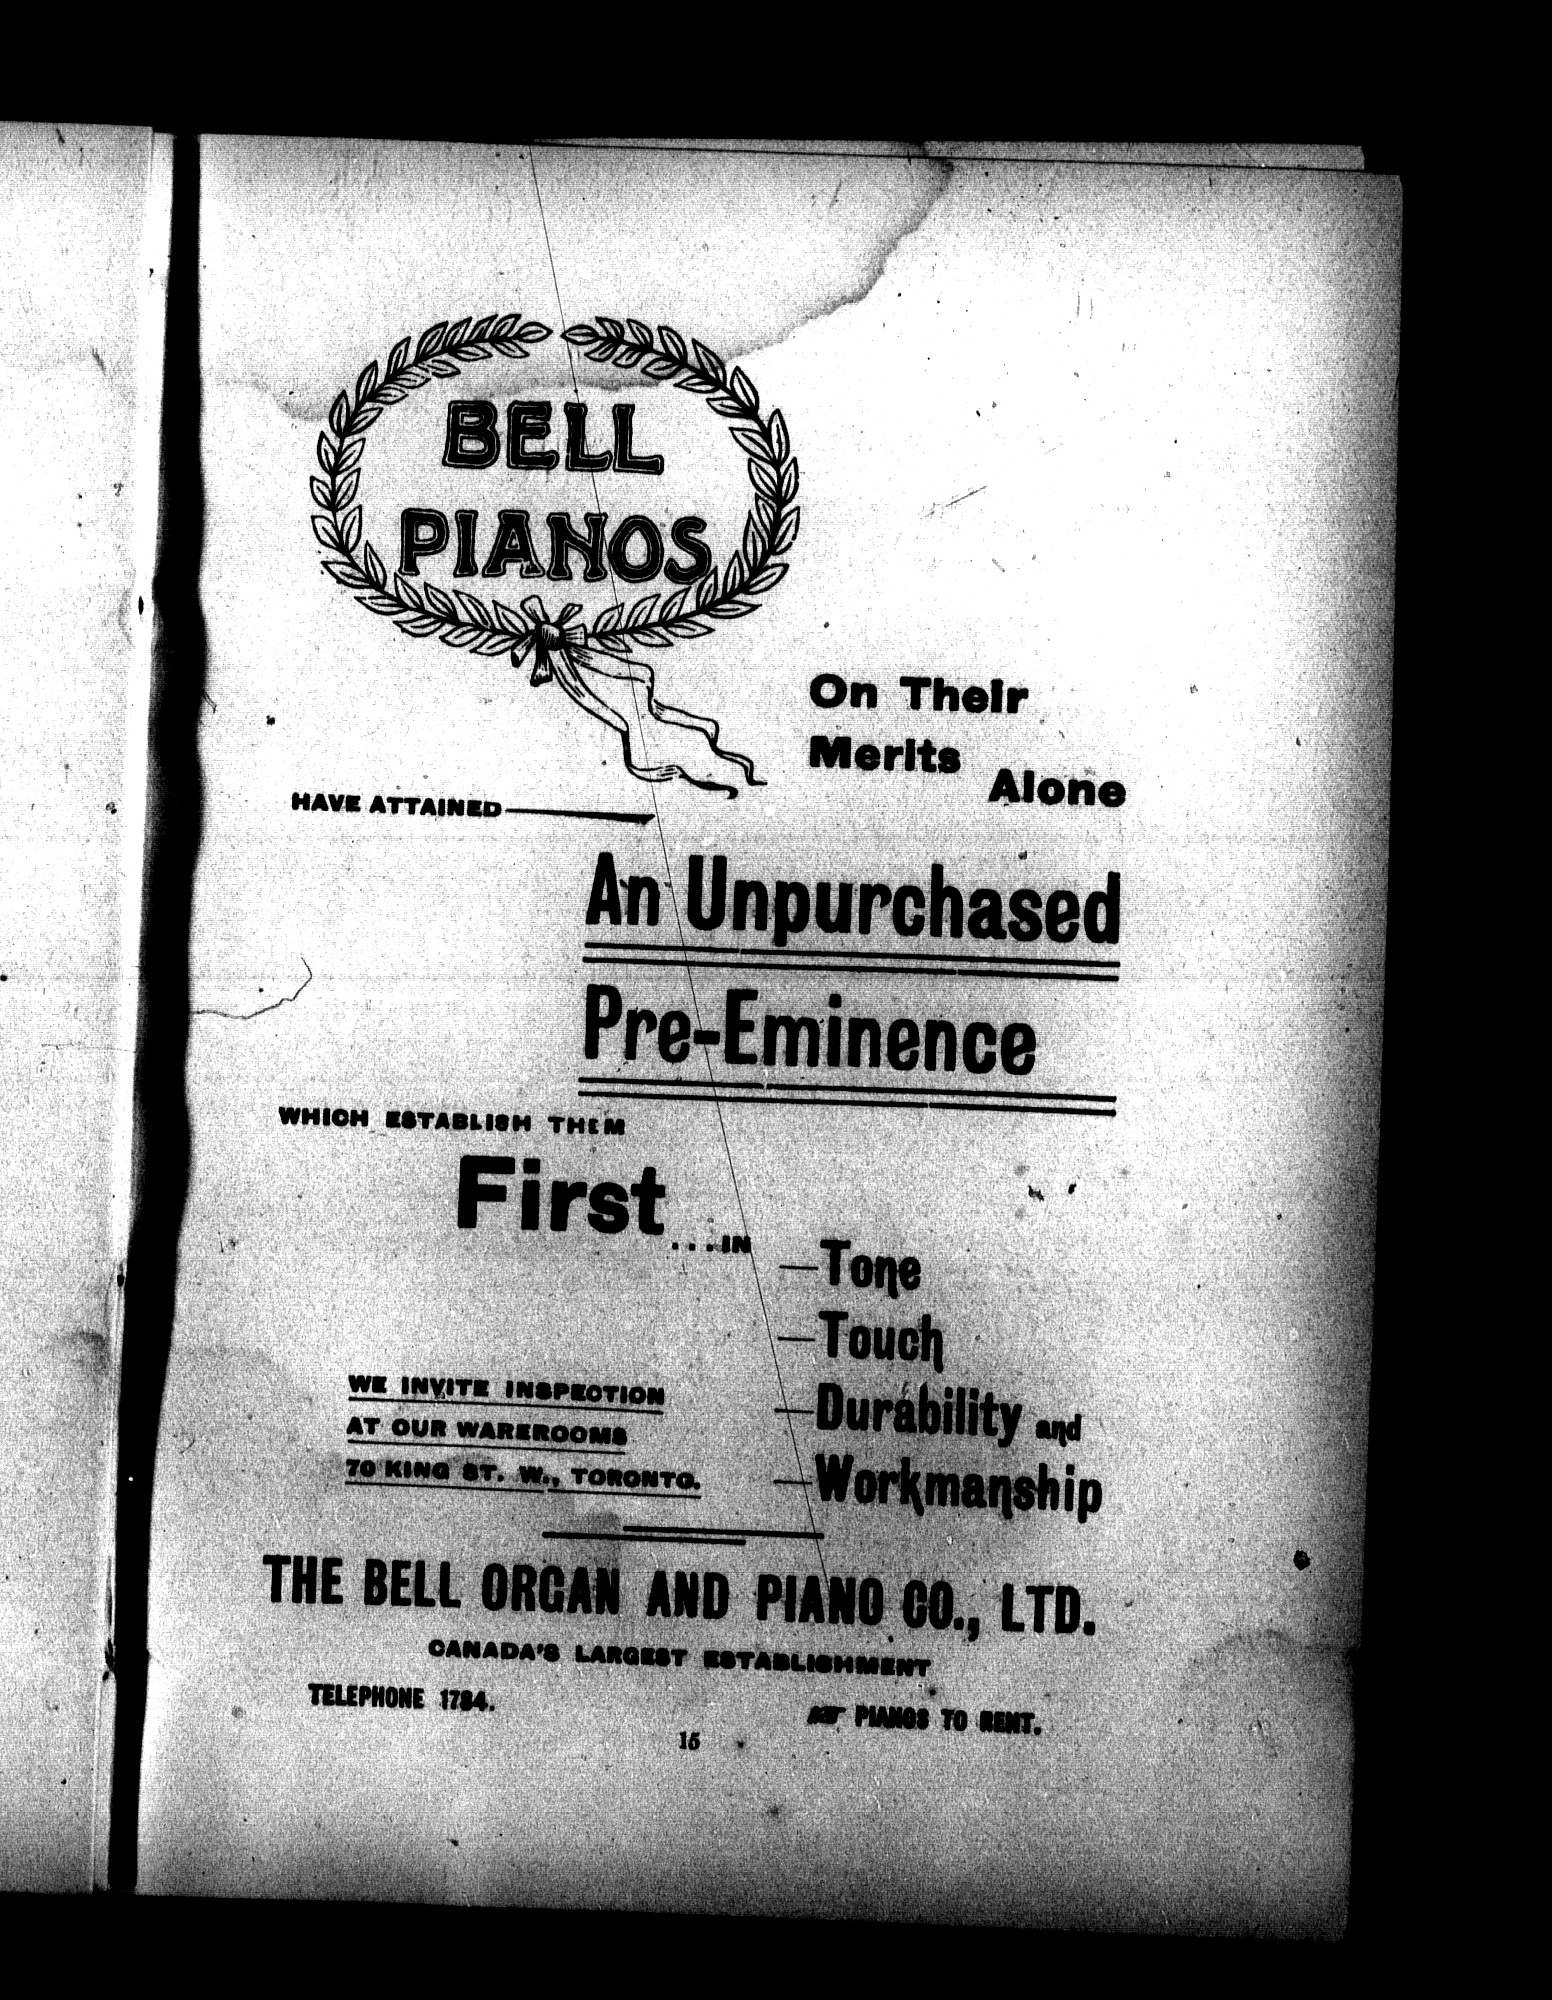 BELL
PIANOS
On Their
Merits
Alone
HAVE ATTAINED
An Unpurchased
Pre-Eminence
WHICH ESTABLISH THEM
First...IN
—Tone
—Touch
—Durability and
—Workmanship
WE INVITE INSPECTION
AT OUR WAREROOMS
70 KING ST. W., TORONTO.
THE BELL ORGAN AND PIANO CO., LTD.
CANADA'S LARGEST ESTABLISHMENT
TELEPHONE 1784.
☞ PIANOS TO RENT.
15